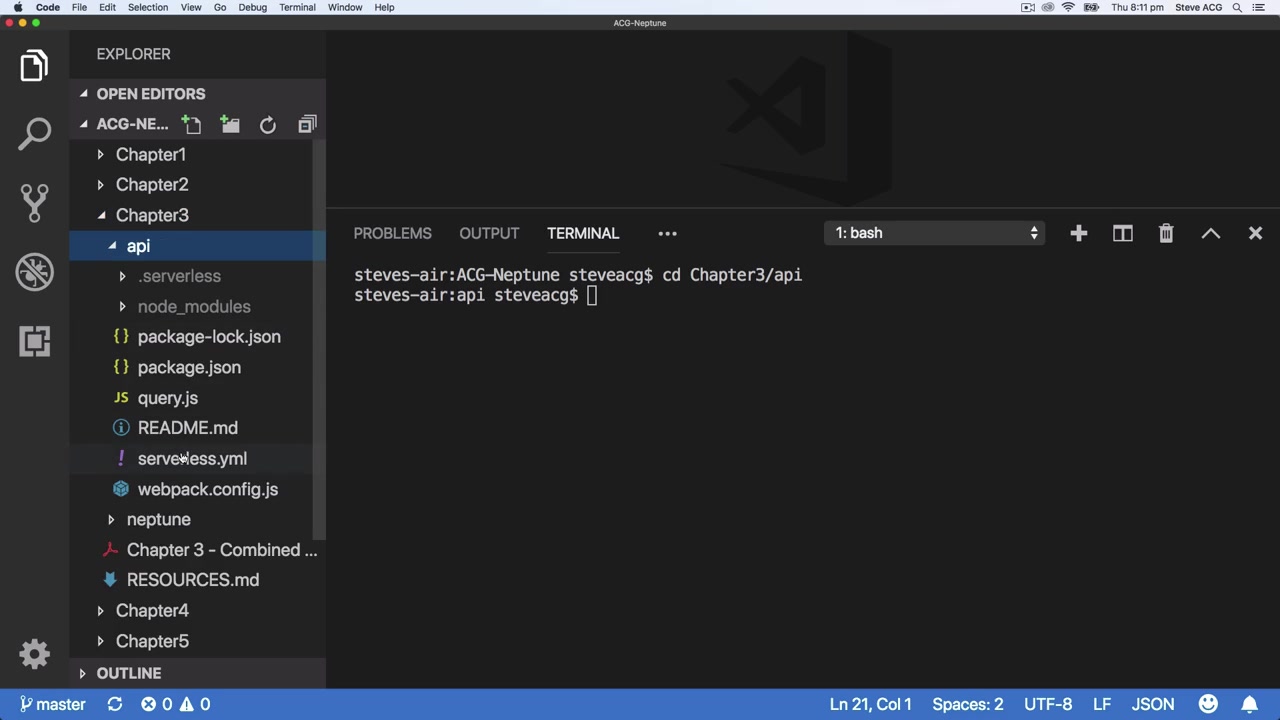 Code File Edit Selection View Go Debug Terminal Window Help Thu 8:11 pm Steve ACG
ACG-Neptune
EXPLORER
OPEN EDITORS
ACG-NE...
Chapter1
Chapter2
Chapter3
api
.serverless
node_modules
package-lock.json
package.json
query.js
README.md
serverless.yml
webpack.config.js
neptune
Chapter 3 - Combined ...
RESOURCES.md
Chapter4
Chapter5
OUTLINE
PROBLEMS OUTPUT TERMINAL ... 1: bash
steves-air:ACG-Neptune steveacg$ cd Chapter3/api
steves-air:api steveacg$
master 0 0 Ln 21, Col 1 Spaces: 2 UTF-8 LF JSON